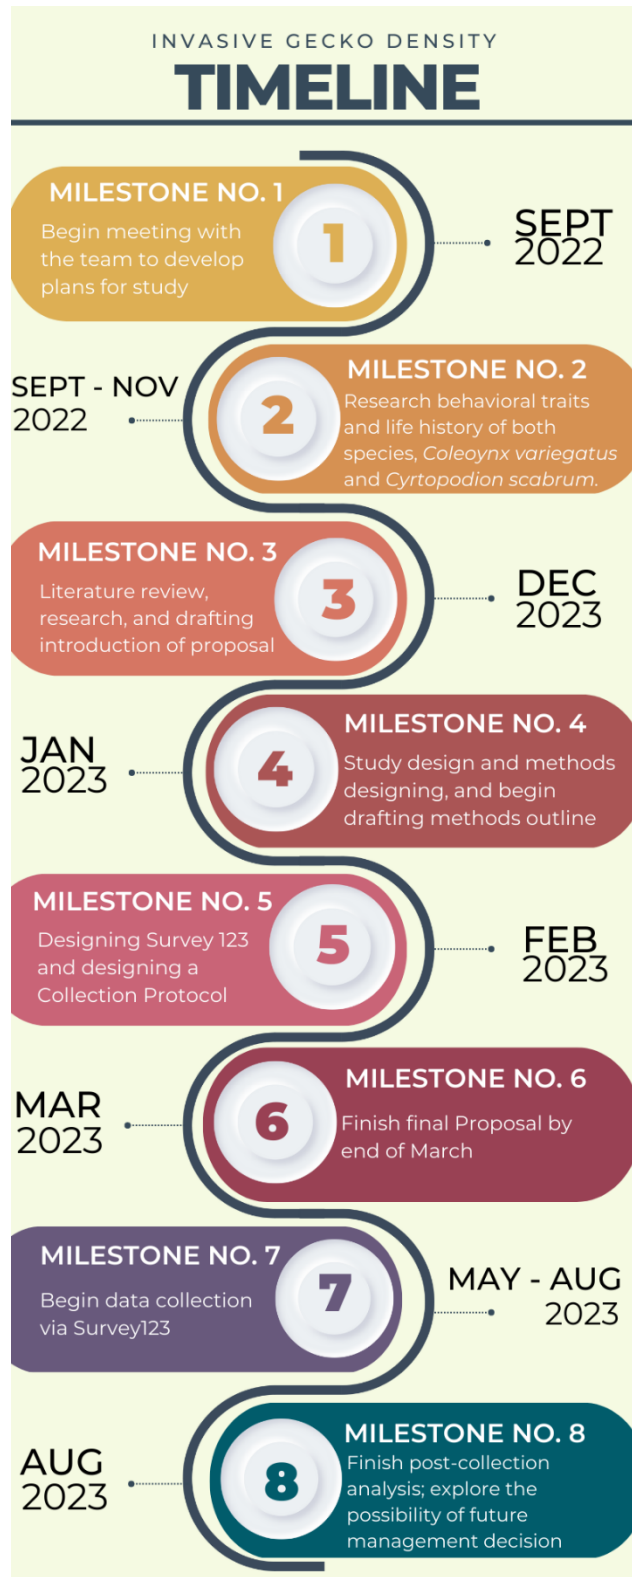 INVASIVE GECKO DENSITY
TIMELINE
MILESTONE NO. 1
Begin meeting with
the team to develop
plans for study
1
SEPT
2022
SEPT - NOV
2022
2
MILESTONE NO. 2
Research behavioral traits
and life history of both
species, Coleoynx variegatus
and Cyrtopodion scabrum.
MILESTONE NO. 3
Literature review,
research, and drafting
introduction of proposal
3
DEC
2023
JAN
2023
4
MILESTONE NO. 4
Study design and methods
designing, and begin
drafting methods outline
MILESTONE NO. 5
Designing Survey 123
and designing a
Collection Protocol
5
FEB
2023
MAR
2023
6
MILESTONE NO. 6
Finish final Proposal by
end of March
MILESTONE NO. 7
Begin data collection
via Survey123
7
MAY - AUG
2023
AUG
2023
8
MILESTONE NO. 8
Finish post-collection
analysis; explore the
possibility of future
management decision